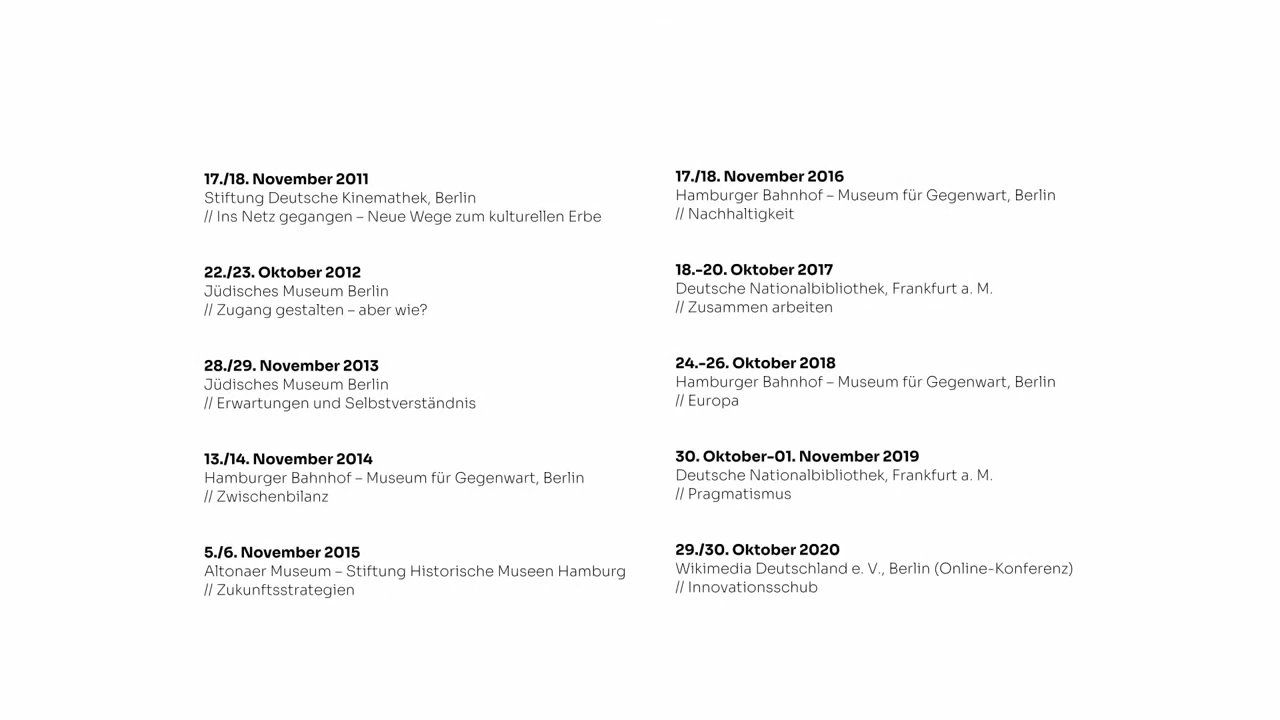 17./18. November 2011
Stiftung Deutsche Kinemathek, Berlin
// Ins Netz gegangen – Neue Wege zum kulturellen Erbe
22./23. Oktober 2012
Jüdisches Museum Berlin
// Zugang gestalten – aber wie?
28./29. November 2013
Jüdisches Museum Berlin
// Erwartungen und Selbstverständnis
13./14. November 2014
Hamburger Bahnhof – Museum für Gegenwart, Berlin
// Zwischenbilanz
5./6. November 2015
Altonaer Museum – Stiftung Historische Museen Hamburg
// Zukunftsstrategien
17./18. November 2016
Hamburger Bahnhof – Museum für Gegenwart, Berlin
// Nachhaltigkeit
18.-20. Oktober 2017
Deutsche Nationalbibliothek, Frankfurt a. M.
// Zusammen arbeiten
24.-26. Oktober 2018
Hamburger Bahnhof – Museum für Gegenwart, Berlin
// Europa
30. Oktober-01. November 2019
Deutsche Nationalbibliothek, Frankfurt a. M.
// Pragmatismus
29./30. Oktober 2020
Wikimedia Deutschland e. V., Berlin (Online-Konferenz)
// Innovationsschub